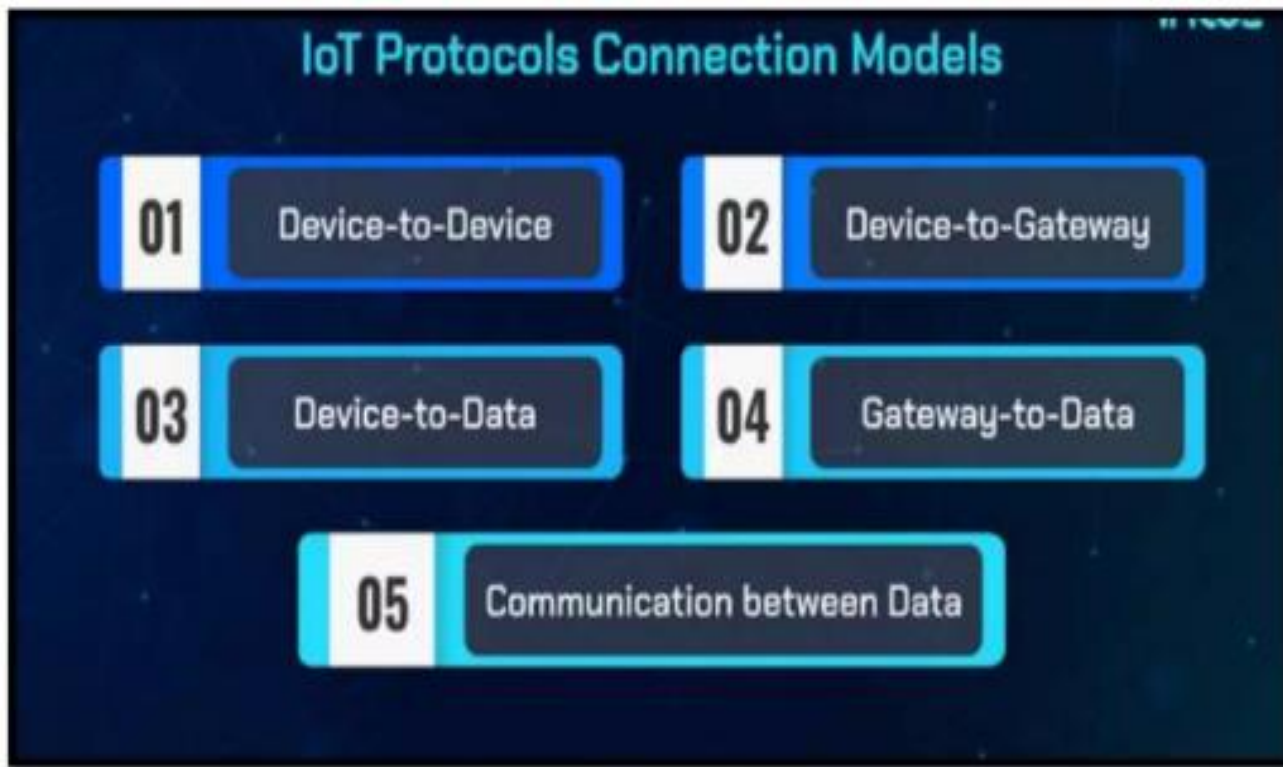 IoT Protocols Connection Models
01 Device-to-Device
02 Device-to-Gateway
03 Device-to-Data
04 Gateway-to-Data
05 Communication between Data